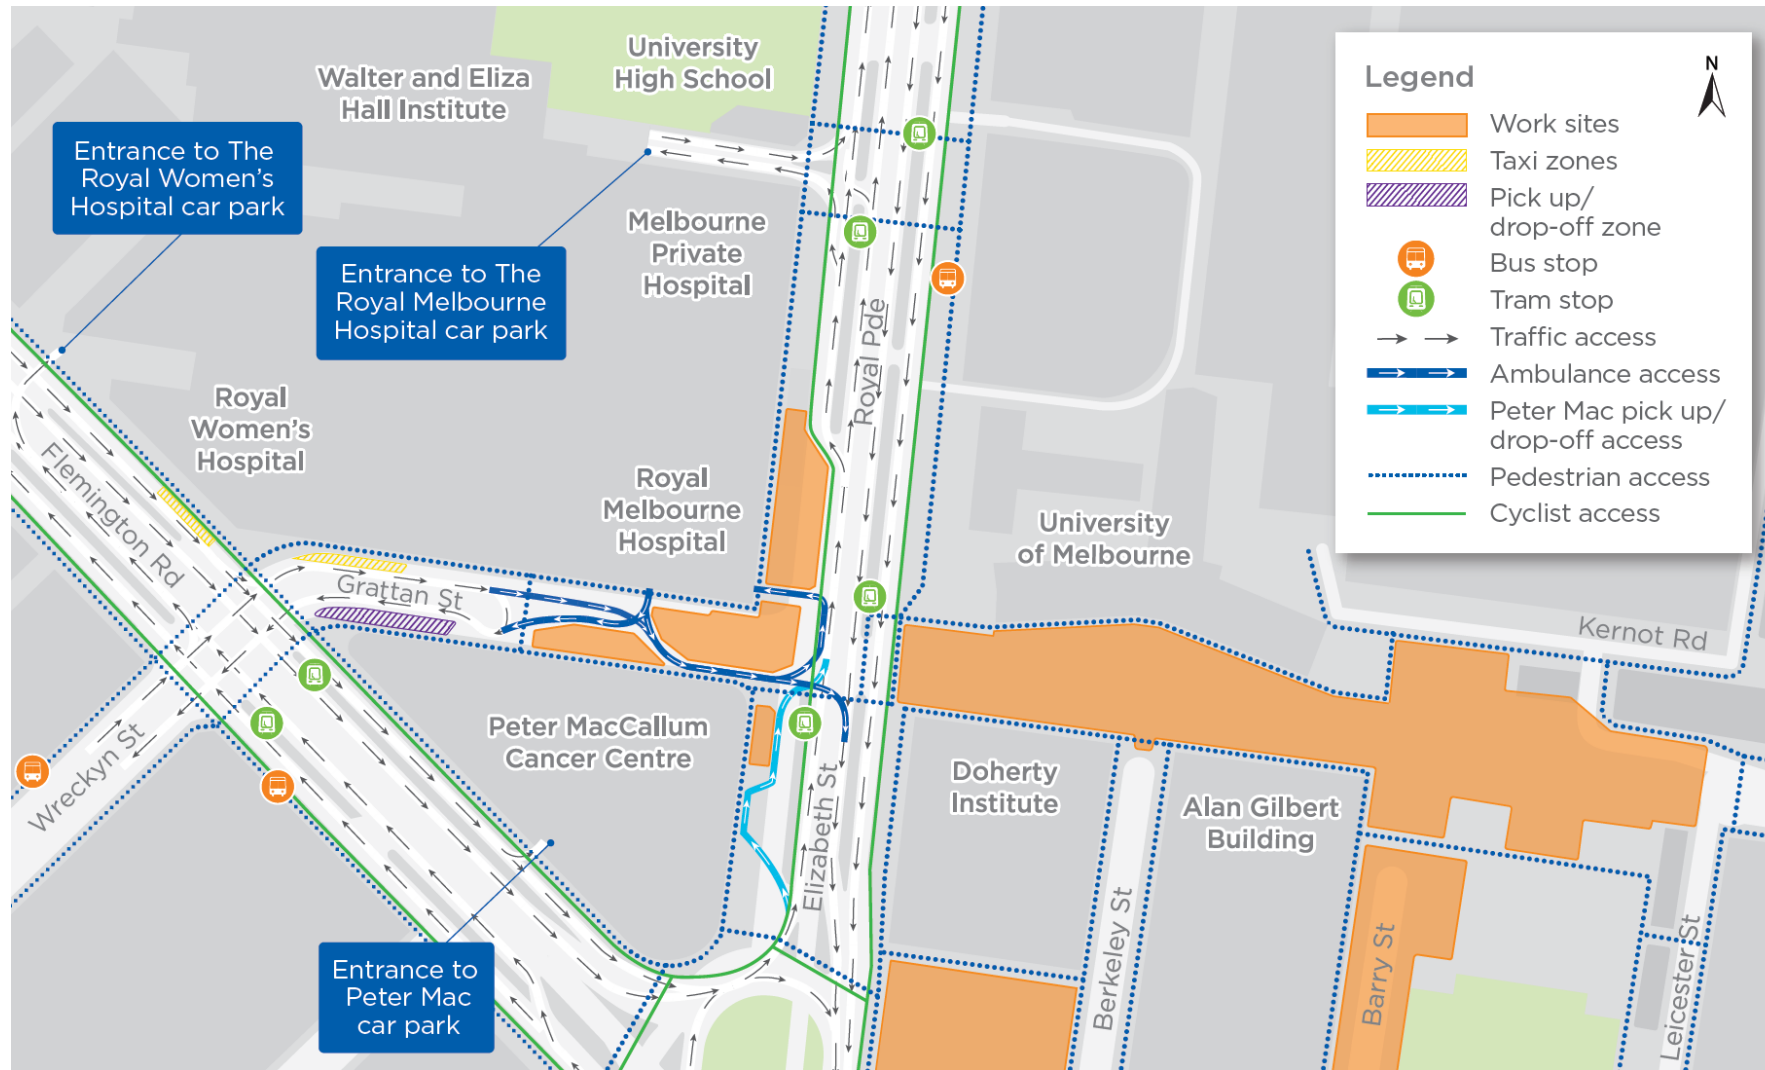 University
High School
Walter and Eliza
Hall Institute
Entrance to The
Royal Women's
Hospital car park
Melbourne
Private
Hospital
Entrance to The
Royal Melbourne
Hospital car park
Royal Pde
Royal
Women's
Hospital
Flemington Rd
Royal
Melbourne
Hospital
University
of Melbourne
Grattan St
Kernot Rd
Wreckyn St
Peter MacCallum
Cancer Centre
Elizabeth St
Doherty
Institute
Alan Gilbert
Building
Berkeley St
Barry St
Leicester St
Entrance to
Peter Mac
car park
Legend
N
Work sites
Taxi zones
Pick up/
drop-off zone
Bus stop
Tram stop
Traffic access
Ambulance access
Peter Mac pick up/
drop-off access
Pedestrian access
Cyclist access